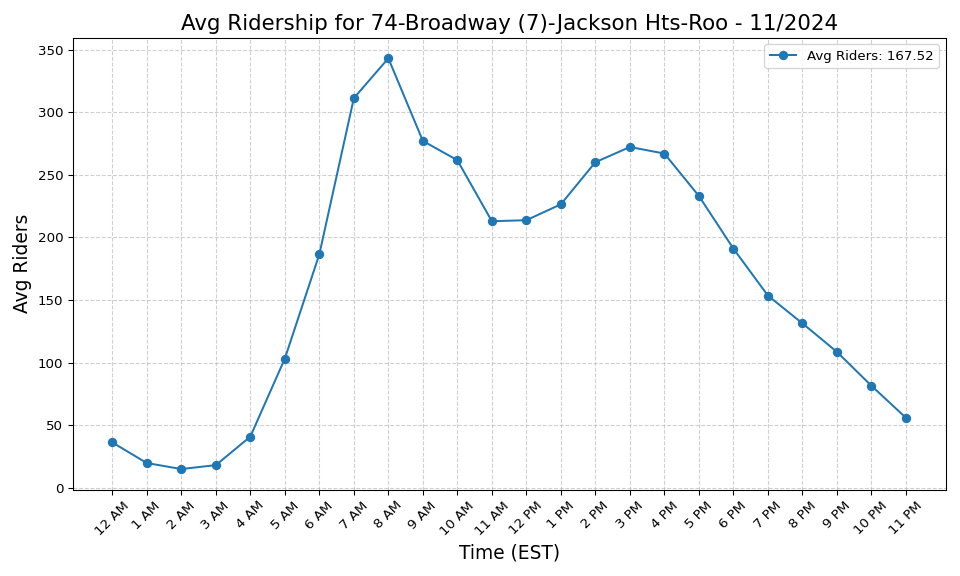 Avg Ridership for 74-Broadway (7)-Jackson Hts-Roo - 11/2024
Avg Riders: 167.52
Avg Riders
350
300
250
200
150
100
50
0
12 AM
1 AM
2 AM
3 AM
4 AM
5 AM
6 AM
7 AM
8 AM
9 AM
10 AM
11 AM
12 PM
1 PM
2 PM
3 PM
4 PM
5 PM
6 PM
7 PM
8 PM
9 PM
10 PM
11 PM
Time (EST)